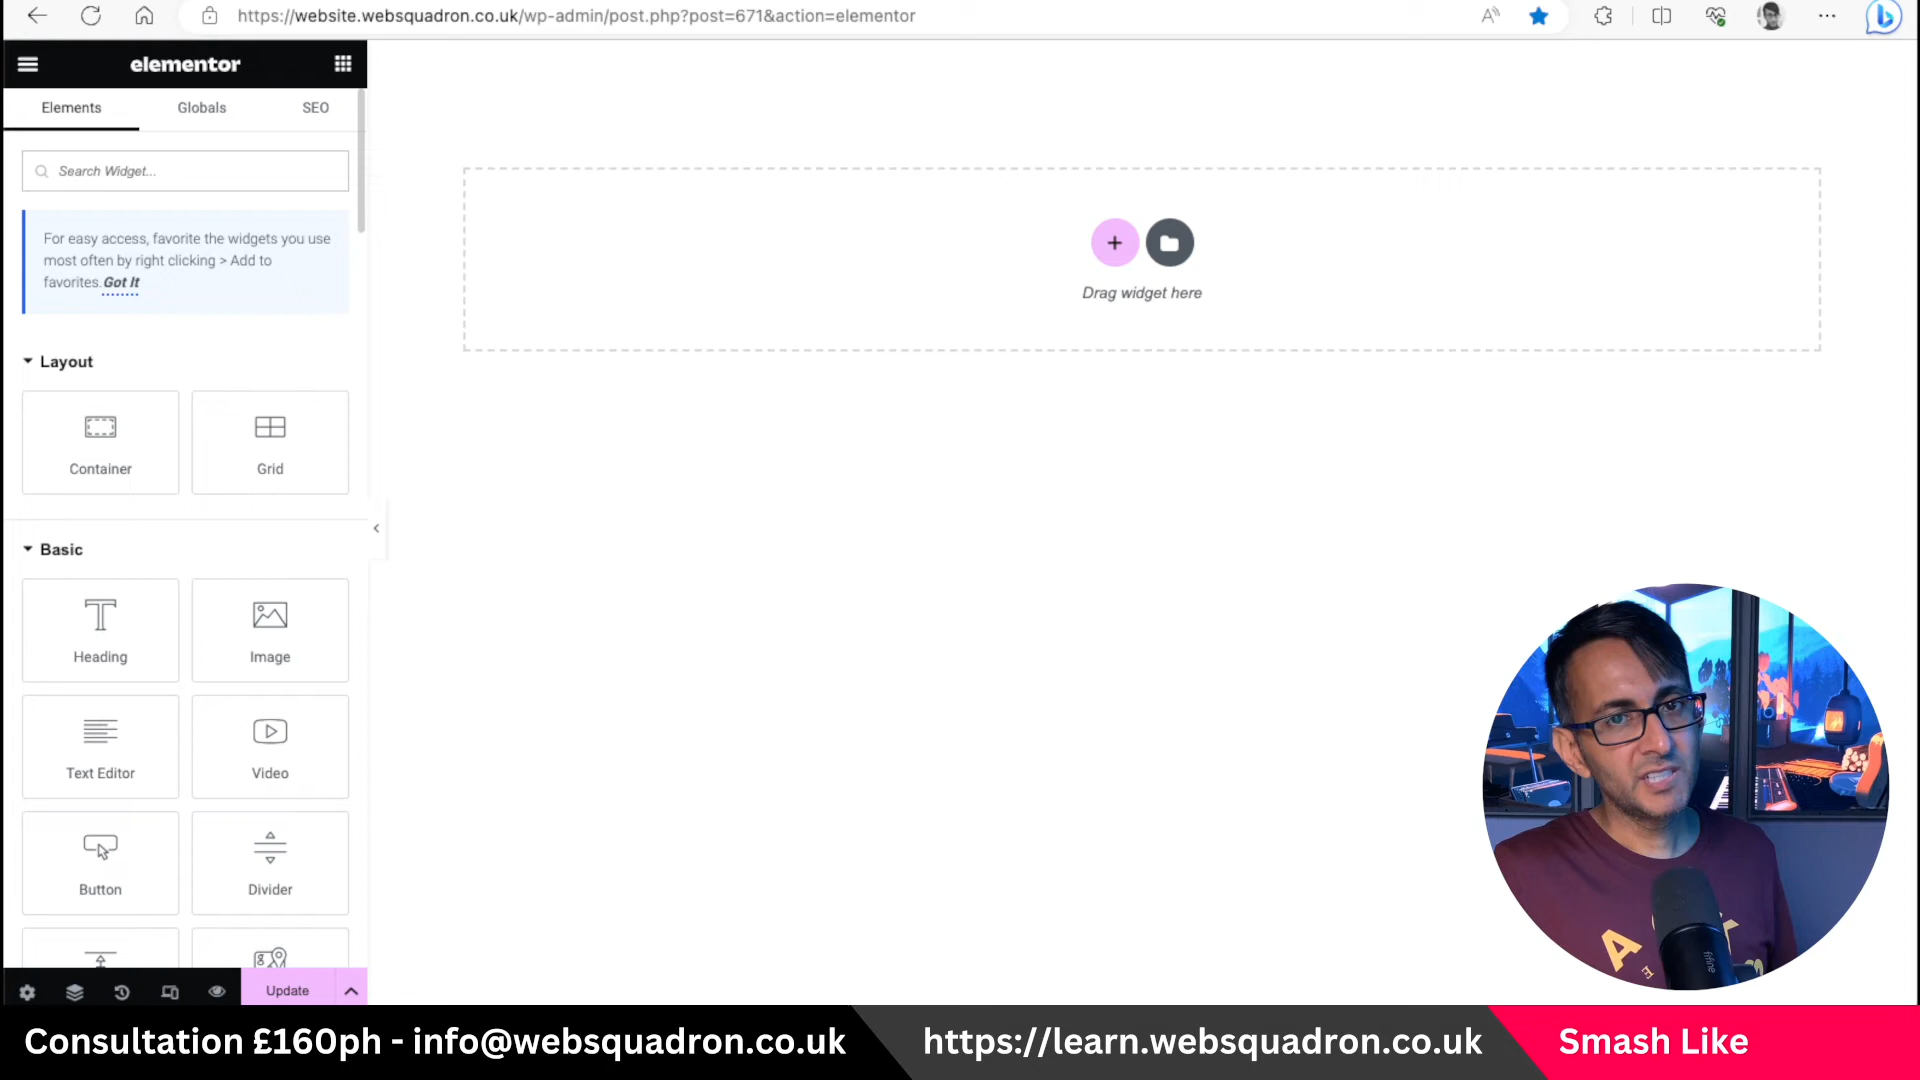 https://website.websquadron.co.uk/wp-admin/post.php?post=671&action=elementor
elementor
Elements
Globals
SEO
Search Widget...
For easy access, favorite the widgets you use
most often by right clicking > Add to
favorites. Got It
Drag widget here
Layout
Container
Grid
Basic
Heading
Image
Text Editor
Video
Button
Divider
Update
fifine
Consultation £160ph - info@websquadron.co.uk
https://learn.websquadron.co.uk
Smash Like